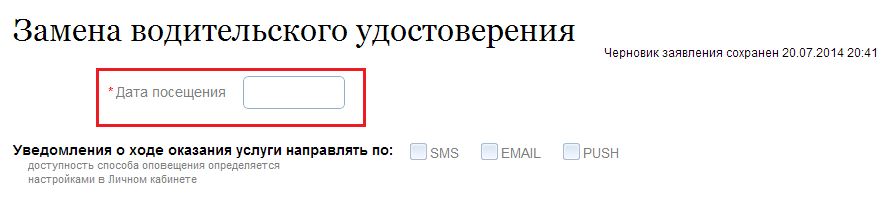 Замена водительского удостоверения
Черновик заявления сохранен 20.07.2014 20:41
*Дата посещения
Уведомления о ходе оказания услуги направлять по: SMS EMAIL PUSH
доступность способа оповещения определяется
настройками в Личном кабинете